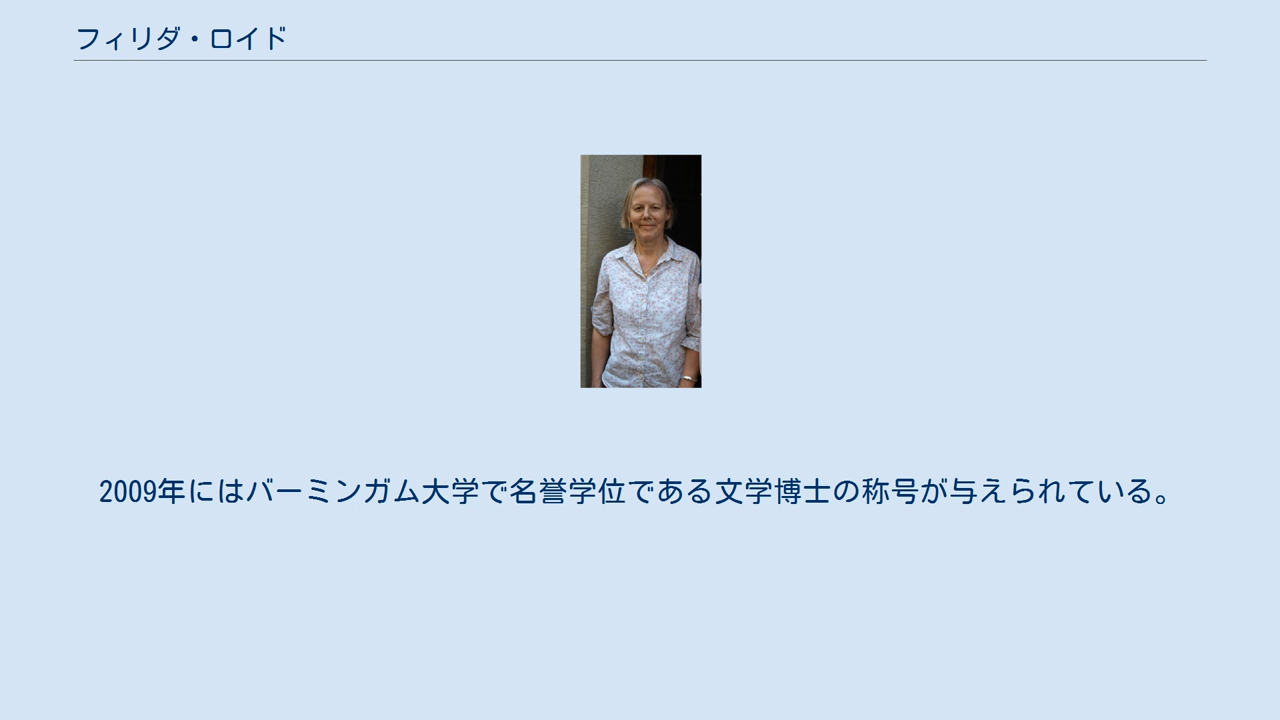 フィリダ・ロイド
2009年にはバーミンガム大学で名誉学位である文学博士の称号が与えられている。